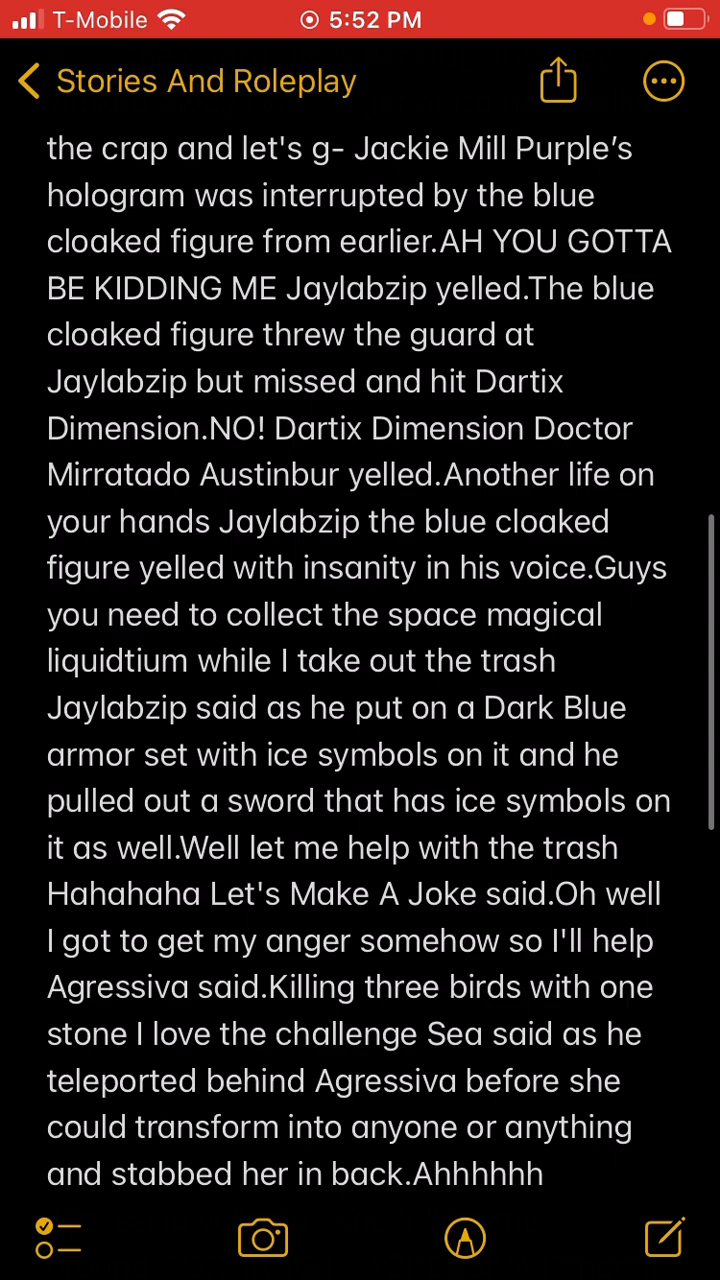 T-Mobile 5:52 PM
Stories And Roleplay
the crap and let's g- Jackie Mill Purple’s
hologram was interrupted by the blue
cloaked figure from earlier.AH YOU GOTTA
BE KIDDING ME Jaylabzip yelled.The blue
cloaked figure threw the guard at
Jaylabzip but missed and hit Dartix
Dimension.NO! Dartix Dimension Doctor
Mirratado Austinbur yelled.Another life on
your hands Jaylabzip the blue cloaked
figure yelled with insanity in his voice.Guys
you need to collect the space magical
liquidtium while I take out the trash
Jaylabzip said as he put on a Dark Blue
armor set with ice symbols on it and he
pulled out a sword that has ice symbols on
it as well.Well let me help with the trash
Hahahaha Let's Make A Joke said.Oh well
I got to get my anger somehow so I'll help
Agressiva said.Killing three birds with one
stone I love the challenge Sea said as he
teleported behind Agressiva before she
could transform into anyone or anything
and stabbed her in back.Ahhhhhh